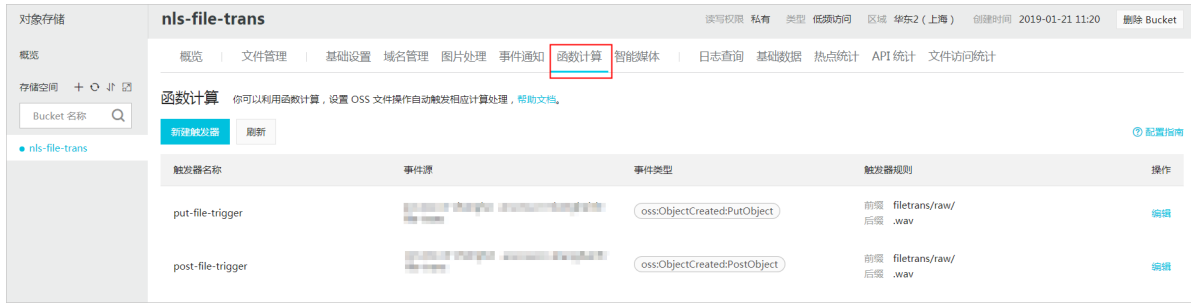 对象存储
nls-file-trans
读写权限 私有 类型 低频访问 区域 华东2(上海) 创建时间 2019-01-21 11:20 删除 Bucket
概览
概览 文件管理 基础设置 域名管理 图片处理 事件通知 函数计算 智能媒体 日志查询 基础数据 热点统计 API 统计 文件访问统计
存储空间
Bucket 名称
nls-file-trans
函数计算 你可以利用函数计算,设置 OSS 文件操作自动触发相应计算处理,帮助文档。
新建触发器 刷新 配置指南
触发器名称 事件源 事件类型 触发器规则 操作
put-file-trigger oss:ObjectCreated:PutObject 前缀 filetrans/raw/ 编辑
后缀 .wav
post-file-trigger oss:ObjectCreated:PostObject 前缀 filetrans/raw/ 编辑
后缀 .wav